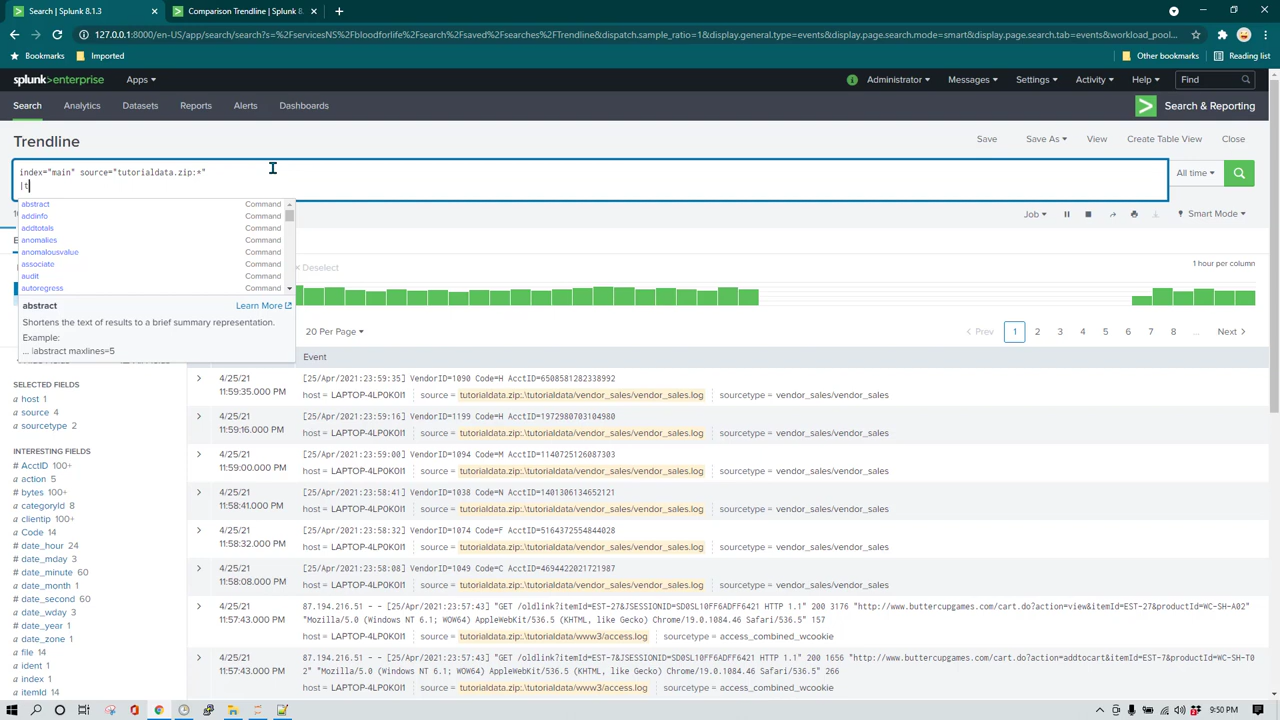 Search | Splunk 8.1.3
Comparison Trendline | Splunk 8.
127.0.0.1:8000/en-US/app/search/search?s=%2FservicesNS%2Fbloodforlife%2Fsearch%2Fsaved%2Fsearches%2FTrendline&dispatch.sample_ratio=1&display.general.type=events&display.page.search.mode=smart&display.page.search.tab=events&workload_pool...
Bookmarks
Imported
Other bookmarks
Reading list
splunk>enterprise
Apps
Administrator
Messages
Settings
Activity
Help
Find
Search
Analytics
Datasets
Reports
Alerts
Dashboards
Search & Reporting
Trendline
Save
Save As
View
Create Table View
Close
index="main" source="tutorialdata.zip:*"
|t
All time
Job
Smart Mode
abstract Command
addinfo Command
addtotals Command
anomalies Command
anomalousvalue Command
associate Command
audit Command
autoregress Command
× Deselect
1 hour per column
abstract
Learn More
Shortens the text of results to a brief summary representation.
Example:
... |abstract maxlines=5
20 Per Page
Prev 1 2 3 4 5 6 7 8 ... Next
Event
SELECTED FIELDS
a host 1
a source 4
a sourcetype 2
INTERESTING FIELDS
# AcctID 100+
a action 5
# bytes 100+
a categoryId 8
a clientip 100+
a Code 14
# date_hour 24
# date_mday 3
# date_minute 60
a date_month 1
# date_second 60
a date_wday 3
# date_year 1
a date_zone 1
a file 14
a ident 1
a index 1
# itemId 14
4/25/21
11:59:35.000 PM
[25/Apr/2021:23:59:35] VendorID=1090 Code=H AcctID=6508581282338992
host = LAPTOP-4LP0K0I1 source = tutorialdata.zip:.\tutorialdata/vendor_sales/vendor_sales.log sourcetype = vendor_sales/vendor_sales
4/25/21
11:59:16.000 PM
[25/Apr/2021:23:59:16] VendorID=1199 Code=H AcctID=1972980703104980
host = LAPTOP-4LP0K0I1 source = tutorialdata.zip:.\tutorialdata/vendor_sales/vendor_sales.log sourcetype = vendor_sales/vendor_sales
4/25/21
11:59:00.000 PM
[25/Apr/2021:23:59:00] VendorID=1094 Code=M AcctID=1140725126087303
host = LAPTOP-4LP0K0I1 source = tutorialdata.zip:.\tutorialdata/vendor_sales/vendor_sales.log sourcetype = vendor_sales/vendor_sales
4/25/21
11:58:41.000 PM
[25/Apr/2021:23:58:41] VendorID=1038 Code=N AcctID=1401306134652121
host = LAPTOP-4LP0K0I1 source = tutorialdata.zip:.\tutorialdata/vendor_sales/vendor_sales.log sourcetype = vendor_sales/vendor_sales
4/25/21
11:58:32.000 PM
[25/Apr/2021:23:58:32] VendorID=1074 Code=F AcctID=5164372554844028
host = LAPTOP-4LP0K0I1 source = tutorialdata.zip:.\tutorialdata/vendor_sales/vendor_sales.log sourcetype = vendor_sales/vendor_sales
4/25/21
11:58:08.000 PM
[25/Apr/2021:23:58:08] VendorID=1049 Code=C AcctID=4694422021721987
host = LAPTOP-4LP0K0I1 source = tutorialdata.zip:.\tutorialdata/vendor_sales/vendor_sales.log sourcetype = vendor_sales/vendor_sales
4/25/21
11:57:43.000 PM
87.194.216.51 - - [25/Apr/2021:23:57:43] "GET /oldlink?itemId=EST-27&JSESSIONID=SD0SL10FF6ADFF6421 HTTP 1.1" 200 3176 "http://www.buttercupgames.com/cart.do?action=view&itemId=EST-27&productId=WC-SH-A02"
"Mozilla/5.0 (Windows NT 6.1; WOW64) AppleWebKit/536.5 (KHTML, like Gecko) Chrome/19.0.1084.46 Safari/536.5" 157
host = LAPTOP-4LP0K0I1 source = tutorialdata.zip:.\tutorialdata/www3/access.log sourcetype = access_combined_wcookie
4/25/21
11:57:43.000 PM
87.194.216.51 - - [25/Apr/2021:23:57:43] "GET /oldlink?itemId=EST-7&JSESSIONID=SD0SL10FF6ADFF6421 HTTP 1.1" 200 1656 "http://www.buttercupgames.com/cart.do?action=addtocart&itemId=EST-7&productId=WC-SH-T0
2" "Mozilla/5.0 (Windows NT 6.1; WOW64) AppleWebKit/536.5 (KHTML, like Gecko) Chrome/19.0.1084.46 Safari/536.5" 266
host = LAPTOP-4LP0K0I1 source = tutorialdata.zip:.\tutorialdata/www3/access.log sourcetype = access_combined_wcookie
9:50 PM